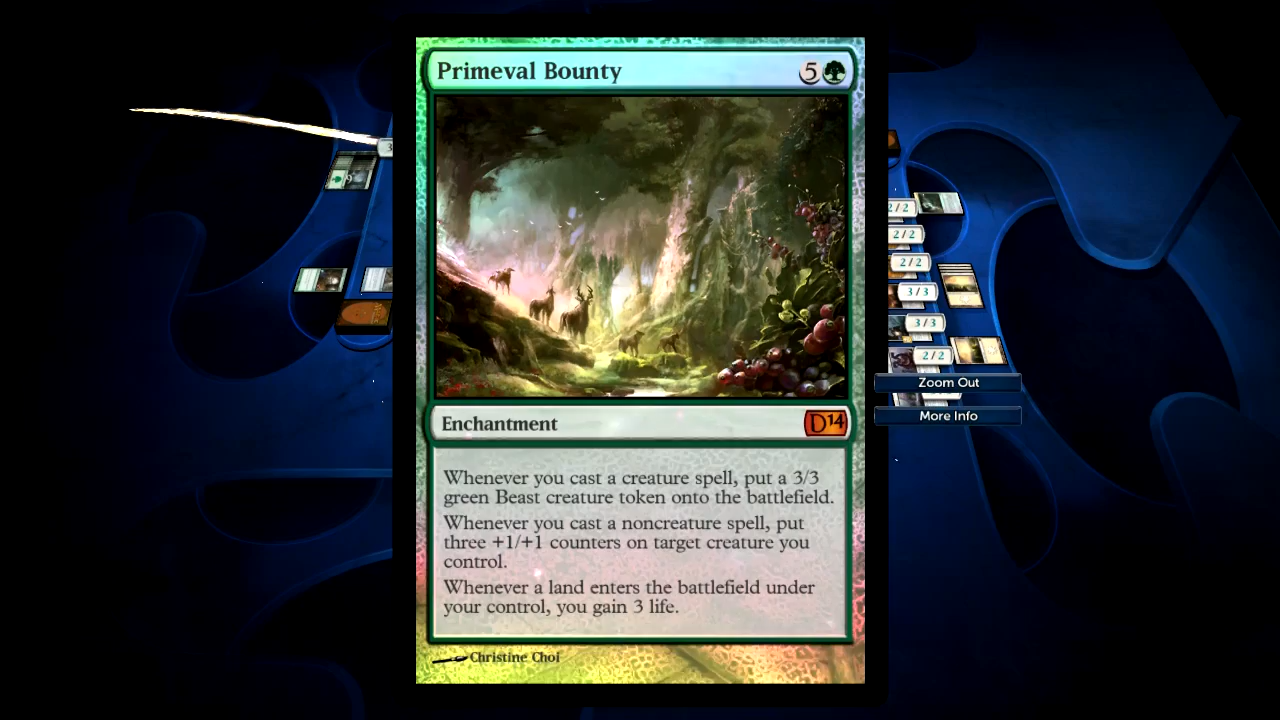 Primeval Bounty
5
Enchantment
D14
Whenever you cast a creature spell, put a 3/3
green Beast creature token onto the battlefield.
Whenever you cast a noncreature spell, put
three +1/+1 counters on target creature you
control.
Whenever a land enters the battlefield under
your control, you gain 3 life.
Christine Choi
3
2/2
2/2
2/2
3/3
3/3
2/2
Zoom Out
More Info